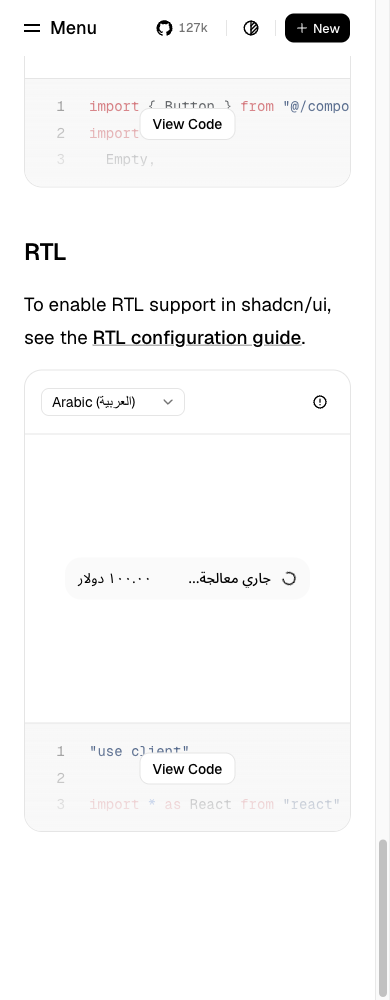 Menu 127k New
1 import { Button } from "@/compo
2 import
View Code
3 Empty,
RTL
To enable RTL support in shadcn/ui,
see the RTL configuration guide.
Arabic (العربية)
جاري معالجة... ١٠٠.٠٠ دولار
1 "use client"
2
View Code
3 import * as React from "react"